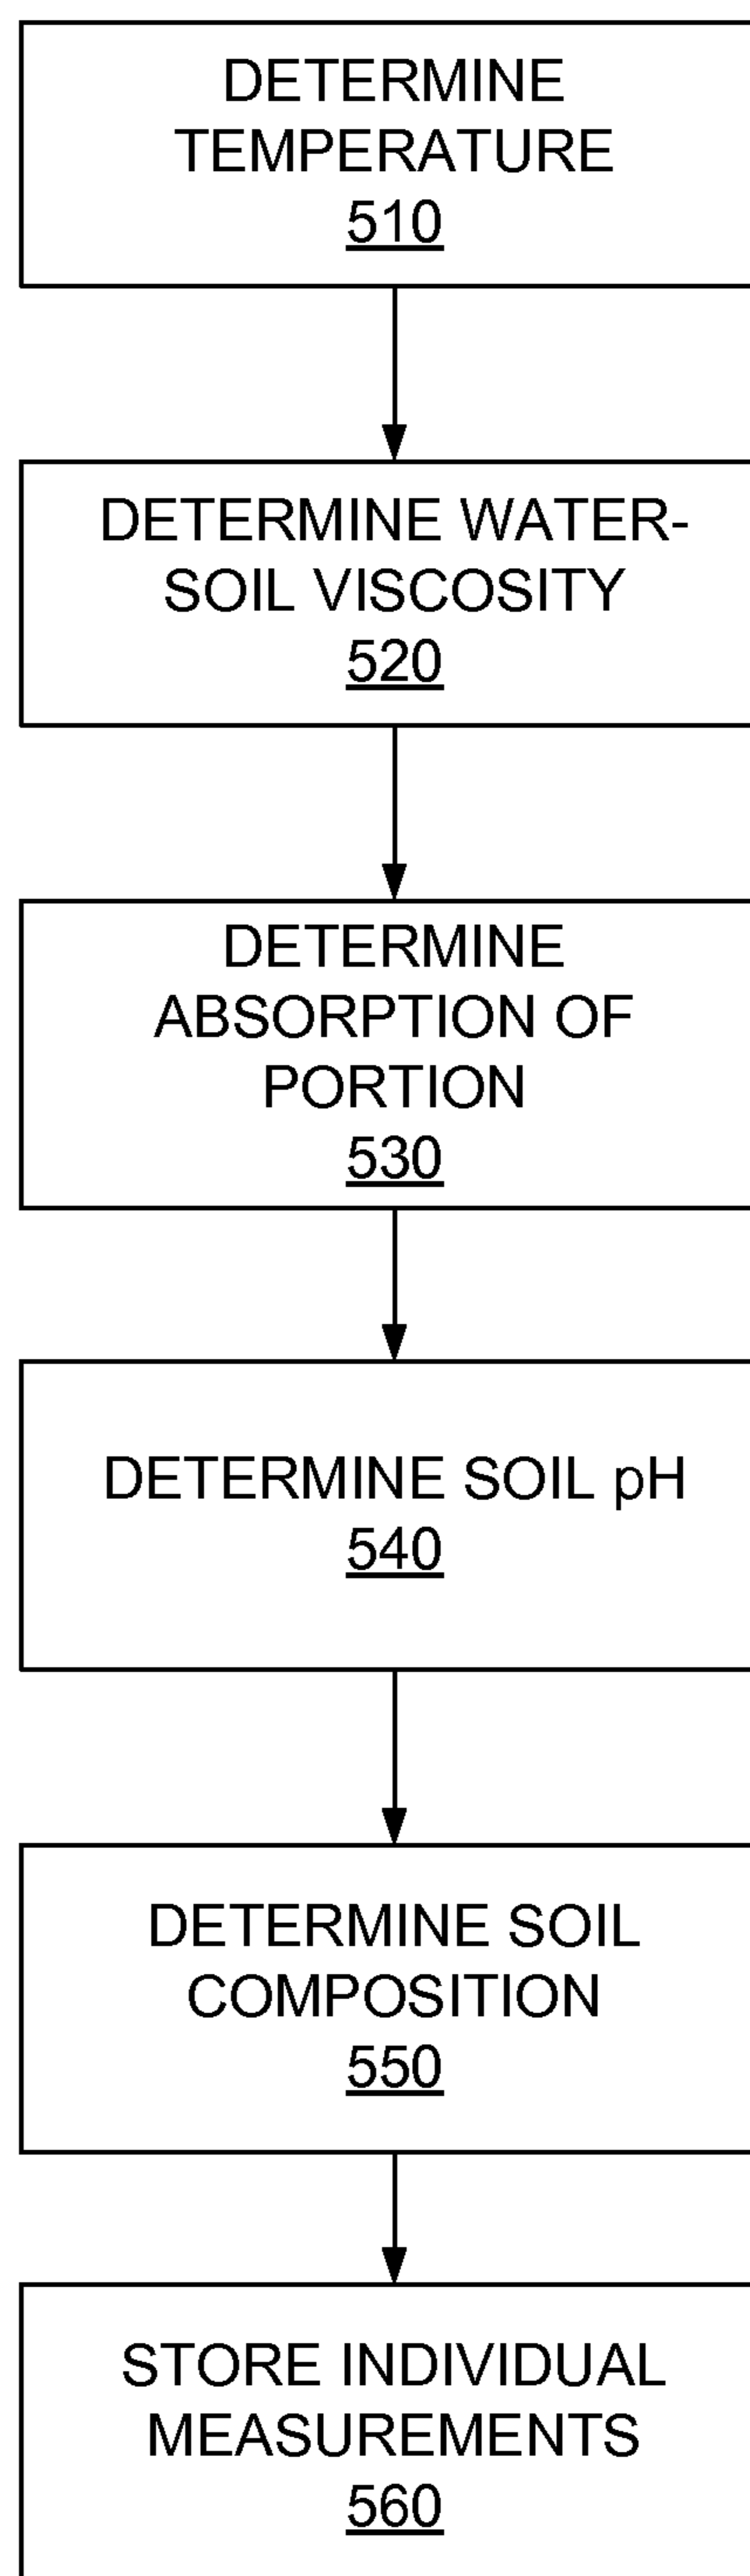 DETERMINE
TEMPERATURE
510
DETERMINE WATER-
SOIL VISCOSITY
520
DETERMINE
ABSORPTION OF
PORTION
530
DETERMINE SOIL pH
540
DETERMINE SOIL
COMPOSITION
550
STORE INDIVIDUAL
MEASUREMENTS
560